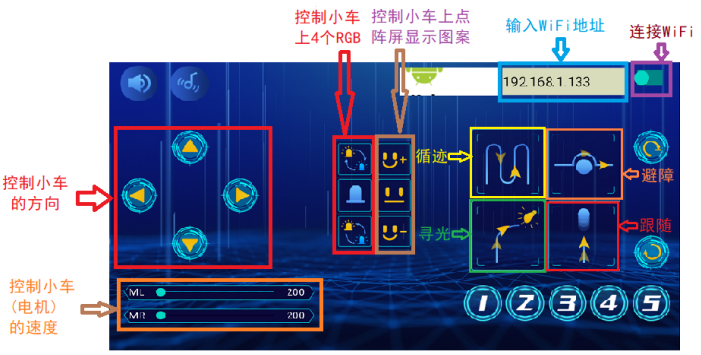 控制小车
上4个RGB
控制小车上点
阵屏显示图案
输入WiFi地址
连接WiFi
192.168.1.133
循迹
避障
控制小车
的方向
寻光
跟随
控制小车
(电机)
的速度
ML 200
MR 200
1 2 3 4 5